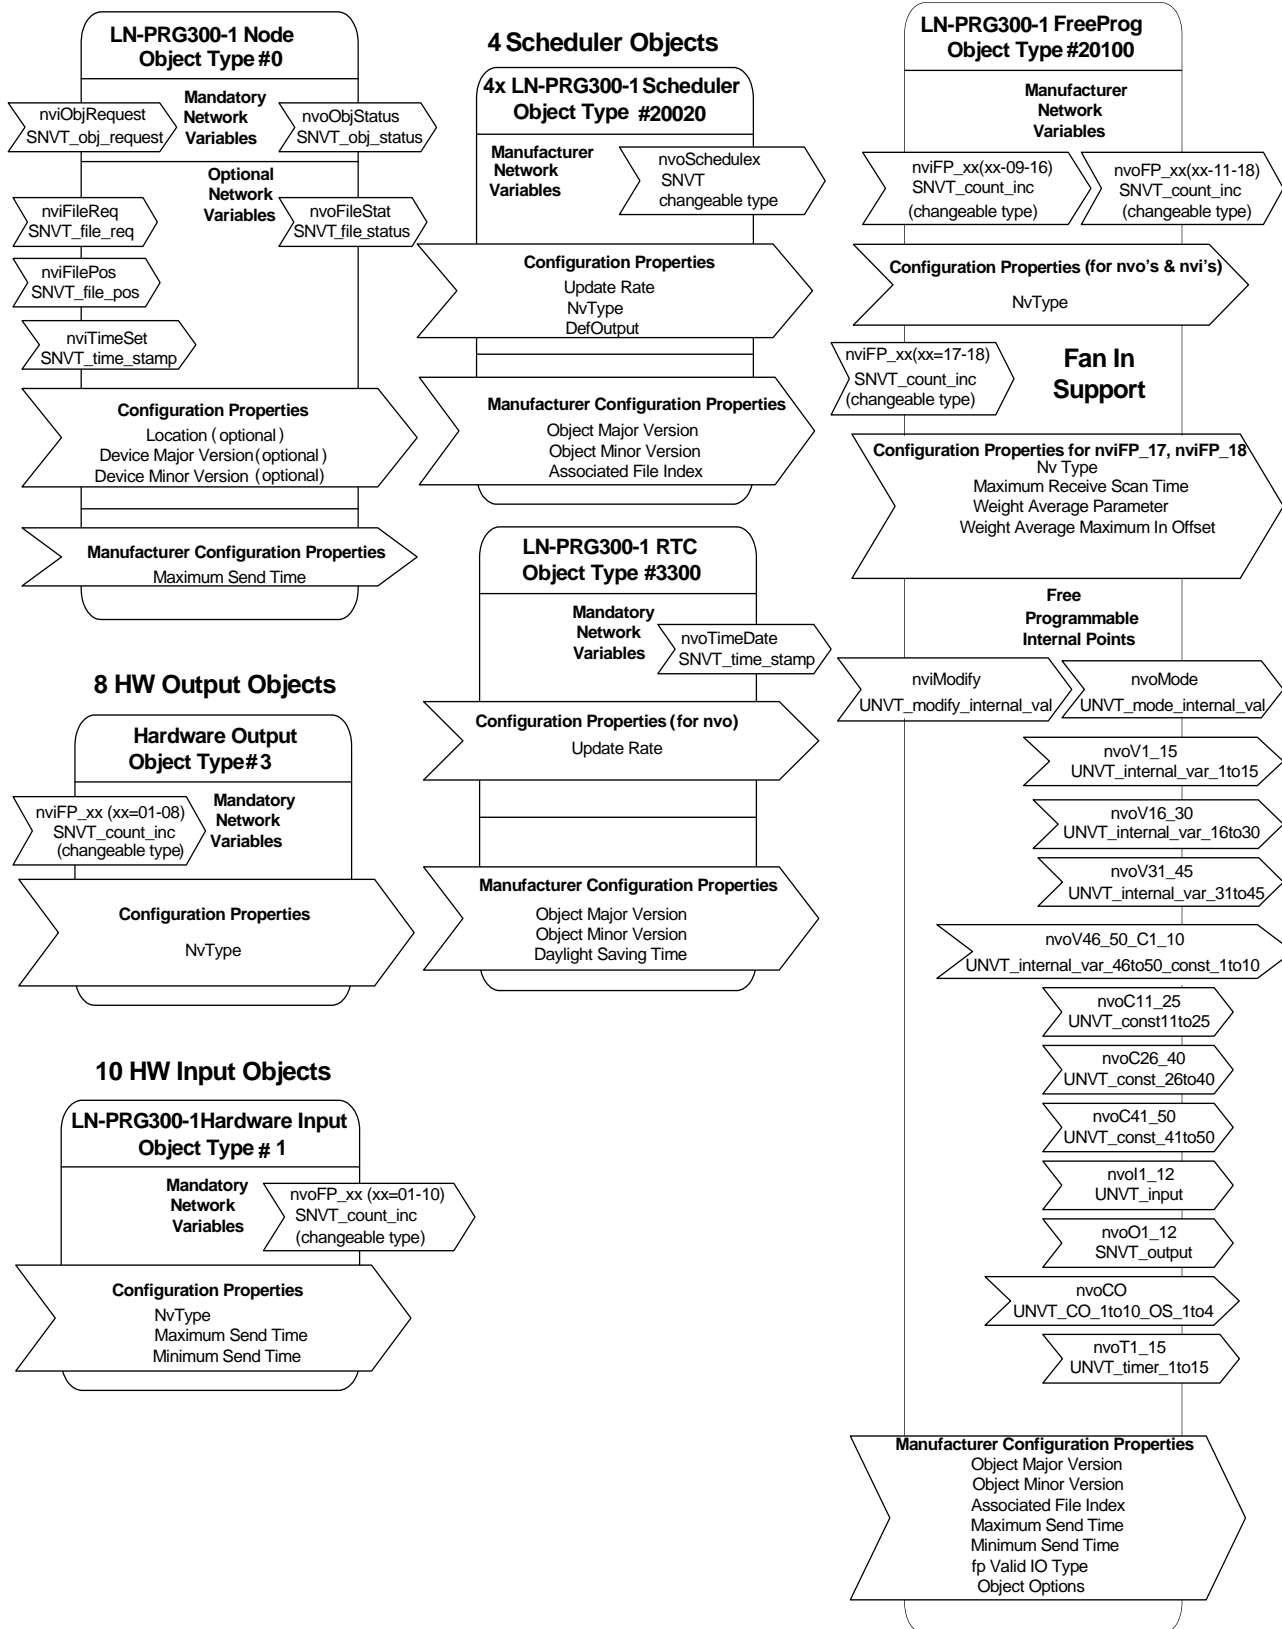 LN-PRG300-1 Node
Object Type #0
Mandatory
Network
Variables
nviObjRequest
SNVT_obj_request
nvoObjStatus
SNVT_obj_status
Optional
Network
Variables
nviFileReq
SNVT_file_req
nvoFileStat
SNVT_file_status
nviFilePos
SNVT_file_pos
nviTimeSet
SNVT_time_stamp
Configuration Properties
Location (optional)
Device Major Version (optional)
Device Minor Version (optional)
Manufacturer Configuration Properties
Maximum Send Time
8 HW Output Objects
Hardware Output
Object Type# 3
nviFP_xx (xx=01-08)
SNVT_count_inc
(changeable type)
Mandatory
Network
Variables
Configuration Properties
NvType
10 HW Input Objects
LN-PRG300-1Hardware Input
Object Type # 1
Mandatory
Network
Variables
nvoFP_xx (xx=01-10)
SNVT_count_inc
(changeable type)
Configuration Properties
NvType
Maximum Send Time
Minimum Send Time
4 Scheduler Objects
4x LN-PRG300-1 Scheduler
Object Type #20020
Manufacturer
Network
Variables
nvoSchedulex
SNVT
changeable type
Configuration Properties
Update Rate
NvType
DefOutput
Manufacturer Configuration Properties
Object Major Version
Object Minor Version
Associated File Index
LN-PRG300-1 RTC
Object Type #3300
Mandatory
Network
Variables
nvoTimeDate
SNVT_time_stamp
Configuration Properties (for nvo)
Update Rate
Manufacturer Configuration Properties
Object Major Version
Object Minor Version
Daylight Saving Time
LN-PRG300-1 FreeProg
Object Type #20100
Manufacturer
Network
Variables
nviFP_xx(xx-09-16)
SNVT_count_inc
(changeable type)
nvoFP_xx(xx-11-18)
SNVT_count_inc
(changeable type)
Configuration Properties (for nvo's & nvi's)
NvType
nviFP_xx(xx=17-18)
SNVT_count_inc
(changeable type)
Fan In
Support
Configuration Properties for nviFP_17, nviFP_18
Nv Type
Maximum Receive Scan Time
Weight Average Parameter
Weight Average Maximum In Offset
Free
Programmable
Internal Points
nviModify
UNVT_modify_internal_val
nvoMode
UNVT_mode_internal_val
nvoV1_15
UNVT_internal_var_1to15
nvoV16_30
UNVT_internal_var_16to30
nvoV31_45
UNVT_internal_var_31to45
nvoV46_50_C1_10
UNVT_internal_var_46to50_const_1to10
nvoC11_25
UNVT_const11to25
nvoC26_40
UNVT_const_26to40
nvoC41_50
UNVT_const_41to50
nvoI1_12
UNVT_input
nvoO1_12
SNVT_output
nvoCO
UNVT_CO_1to10_OS_1to4
nvoT1_15
UNVT_timer_1to15
Manufacturer Configuration Properties
Object Major Version
Object Minor Version
Associated File Index
Maximum Send Time
Minimum Send Time
fp Valid IO Type
Object Options